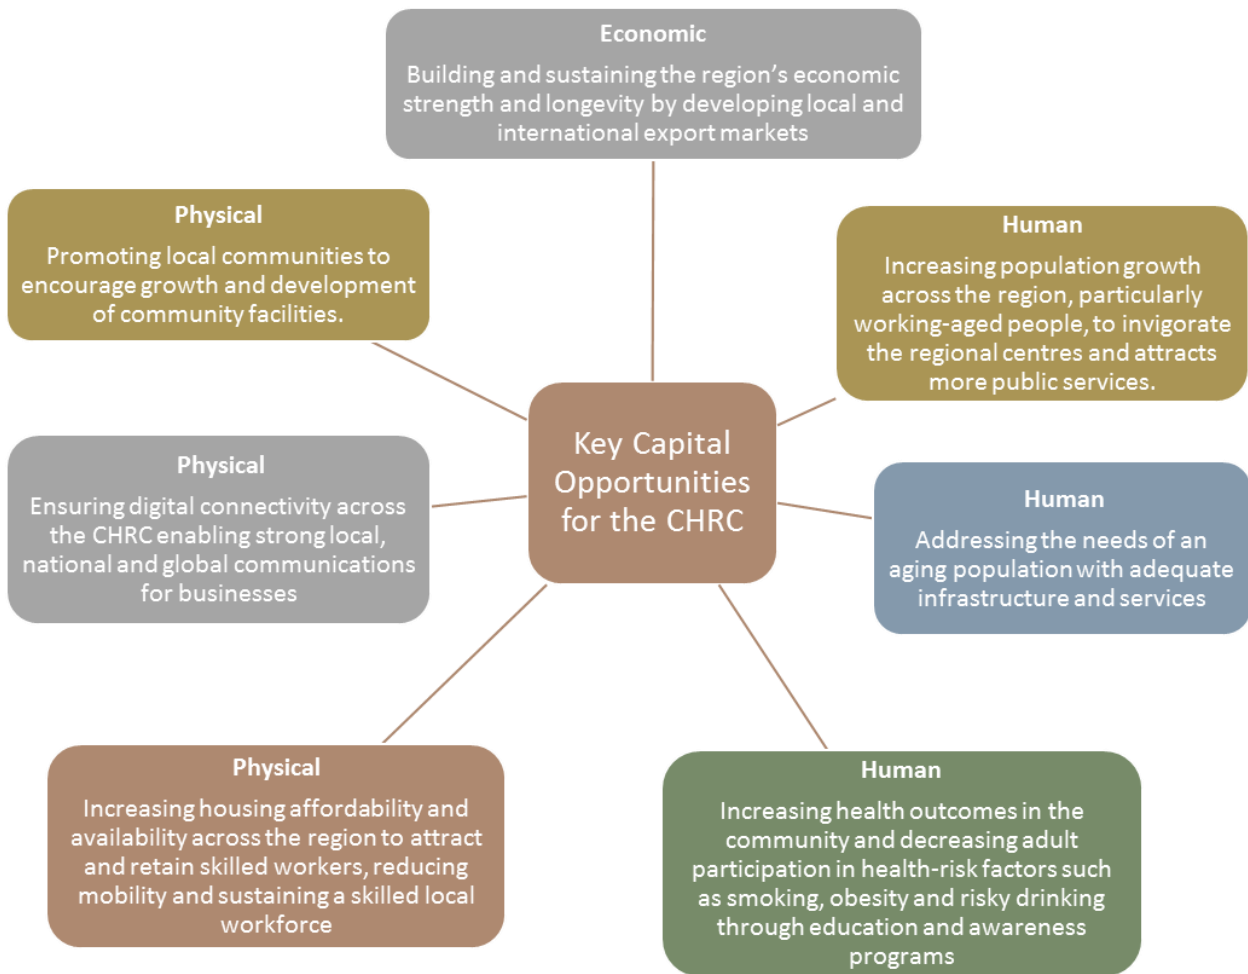 Economic
Building and sustaining the region’s economic
strength and longevity by developing local and
international export markets
Physical
Promoting local communities to
encourage growth and development
of community facilities.
Human
Increasing population growth
across the region, particularly
working-aged people, to invigorate
the regional centres and attracts
more public services.
Key Capital
Opportunities
for the CHRC
Physical
Ensuring digital connectivity across
the CHRC enabling strong local,
national and global communications
for businesses
Human
Addressing the needs of an
aging population with adequate
infrastructure and services
Physical
Increasing housing affordability and
availability across the region to attract
and retain skilled workers, reducing
mobility and sustaining a skilled local
workforce
Human
Increasing health outcomes in the
community and decreasing adult
participation in health-risk factors such
as smoking, obesity and risky drinking
through education and awareness
programs